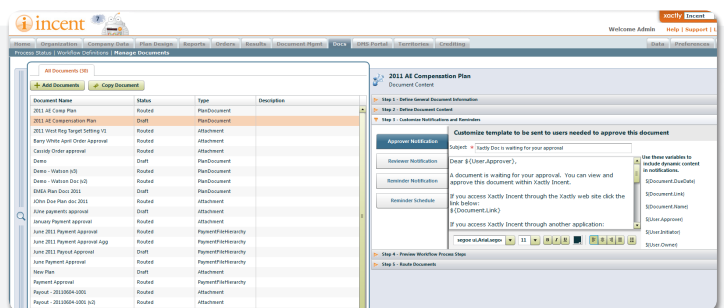 xactly Incent
incent
?
Welcome Admin Help | Support | L
Home Organization Company Data Plan Design Reports Orders Results Document Mgmt Docs DMS Portal Territories Crediting Data Preferences
Process Status | Workflow Definitions | Manage Documents
All Documents (30)
Add Documents Copy Document
Document Name Status Type Description
2011 AE Comp Plan Routed PlanDocument
2011 AE Compensation Plan Draft PlanDocument
2011 West Reg Target Setting V1 Routed Attachment
Barry White April Order Approval Routed Attachment
Cassidy Order approval Routed Attachment
Demo Draft PlanDocument
Demo - Watson (v3) Routed PlanDocument
Demo - Watson Doc (v2) Routed PlanDocument
EMEA Plan Docs 2011 Draft PlanDocument
JOhn Doe Plan doc 2011 Routed Attachment
JUne payments approval Draft Attachment
January Payment approval Routed Attachment
June 2011 Payment Approval Routed PaymentFileHierarchy
June 2011 Payment Approval Agg Routed PaymentFileHierarchy
June 2011 Payout Approval Draft PaymentFileHierarchy
June Payment Approval Routed PaymentFileHierarchy
New Plan Draft PlanDocument
Payment Approval Routed Attachment
Payout - 20110604-1001 Routed Attachment
Payout - 20110604-1001 (v2) Routed PaymentFileHierarchy
2011 AE Compensation Plan
Document Content
Step 1 - Define General Document Information
Step 2 - Define Document Content
Step 3 - Customize Notifications and Reminders
Approver Notification
Reviewer Notification
Reminder Notification
Reminder Schedule
Customize template to be sent to users needed to approve this document
Subject: * Xactly Doc is waiting for your approval
Dear ${User.Approver},
A document is waiting for your approval. You can view and
approve this document within Xactly Incent.
If you access Xactly Incent through the Xactly web site click the
link below:
${Document.Link}
If you access Xactly Incent through another application:
segoe ui,Arial,segoe 11 B I U
Use these variables to
include dynamic content
in notifications.
${Document.DueDate}
${Document.Link}
${Document.Name}
${User.Approver}
${User.Initiator}
${User.Owner}
Step 4 - Preview Workflow Process Steps
Step 5 - Route Documents